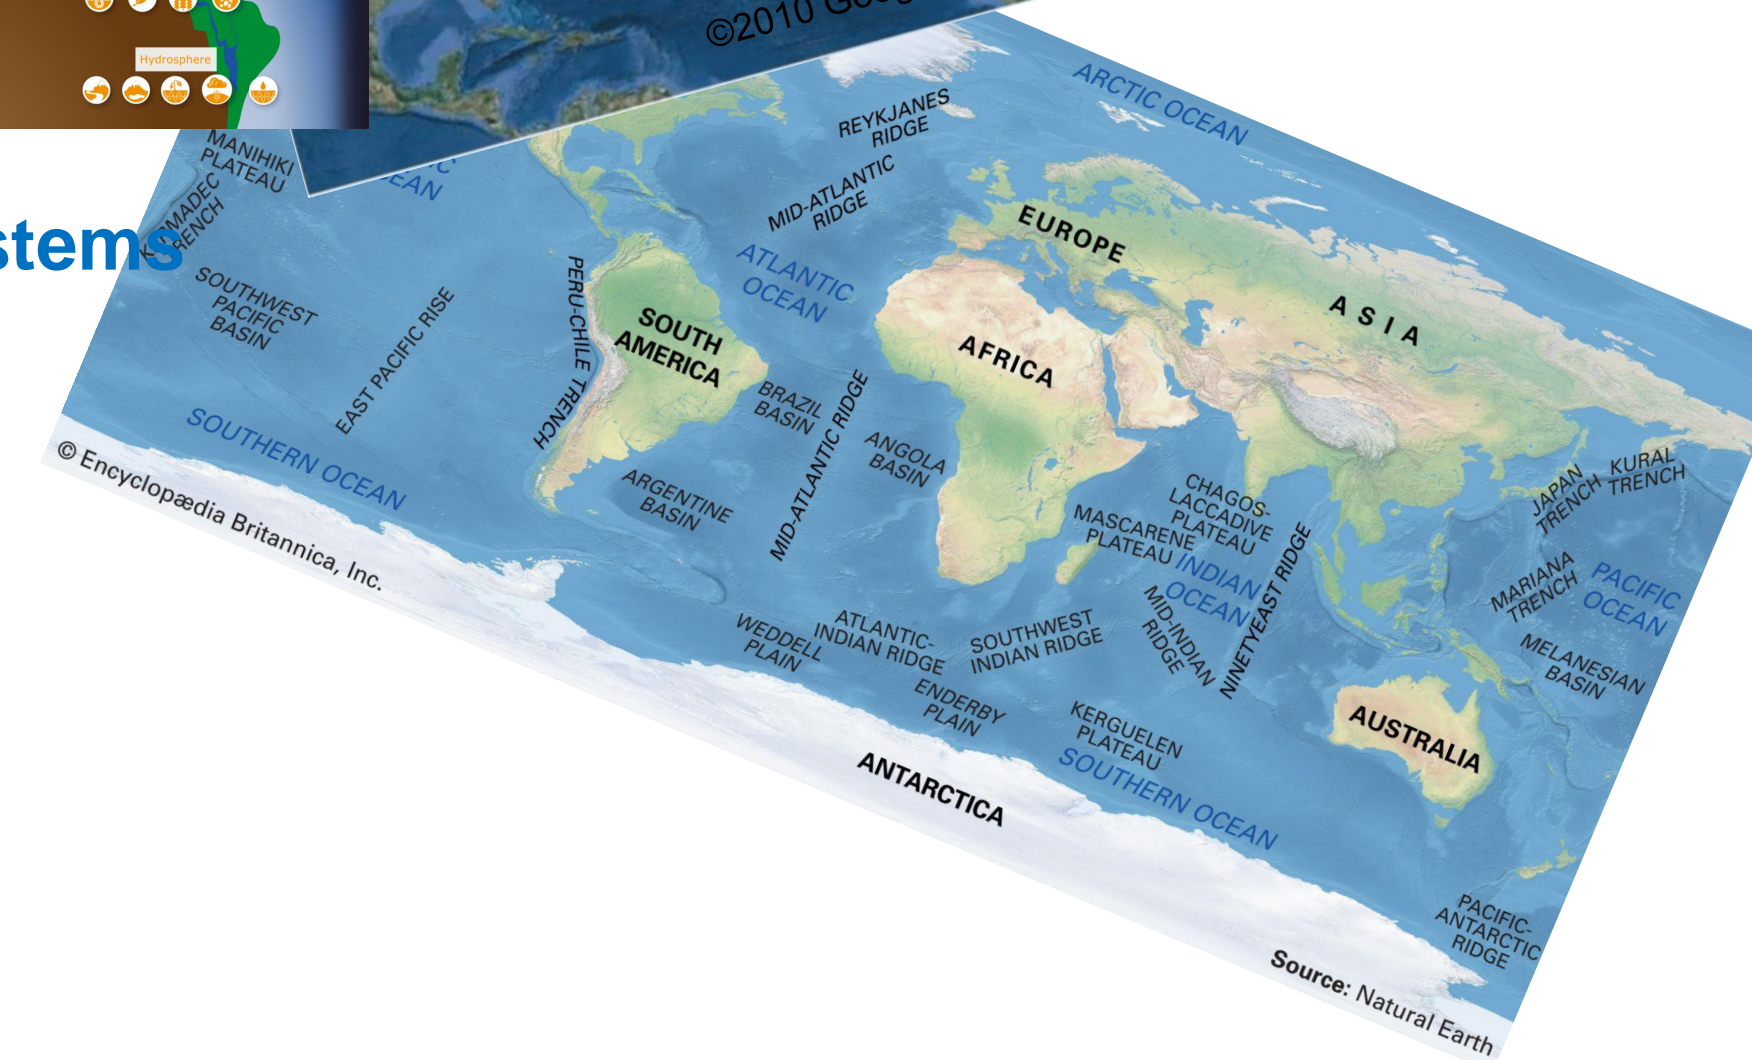 Hydrosphere
©2010
stems
ARCTIC OCEAN
REYKJANES
RIDGE
MANIHIKI
PLATEAU
MID-ATLANTIC
RIDGE
TRENCH
EUROPE
ATLANTIC
OCEAN
ASIA
SOUTHWEST
PACIFIC
BASIN
EAST PACIFIC RISE
PERU-CHILE TRENCH
SOUTH
AMERICA
AFRICA
BRAZIL
BASIN
MID-ATLANTIC RIDGE
ANGOLA
BASIN
SOUTHERN OCEAN
© Encyclopædia Britannica, Inc.
ARGENTINE
BASIN
CHAGOS-
LACCADIVE
PLATEAU
MASCARENE
PLATEAU
INDIAN
OCEAN
NINETYEAST RIDGE
MID-INDIAN
RIDGE
JAPAN
TRENCH
KURAL
TRENCH
MARIANA
TRENCH
PACIFIC
OCEAN
MELANESIAN
BASIN
WEDDELL
PLAIN
ATLANTIC-
INDIAN RIDGE
SOUTHWEST
INDIAN RIDGE
ENDERBY
PLAIN
KERGUELEN
PLATEAU
SOUTHERN OCEAN
AUSTRALIA
ANTARCTICA
PACIFIC-
ANTARCTIC
RIDGE
Source: Natural Earth